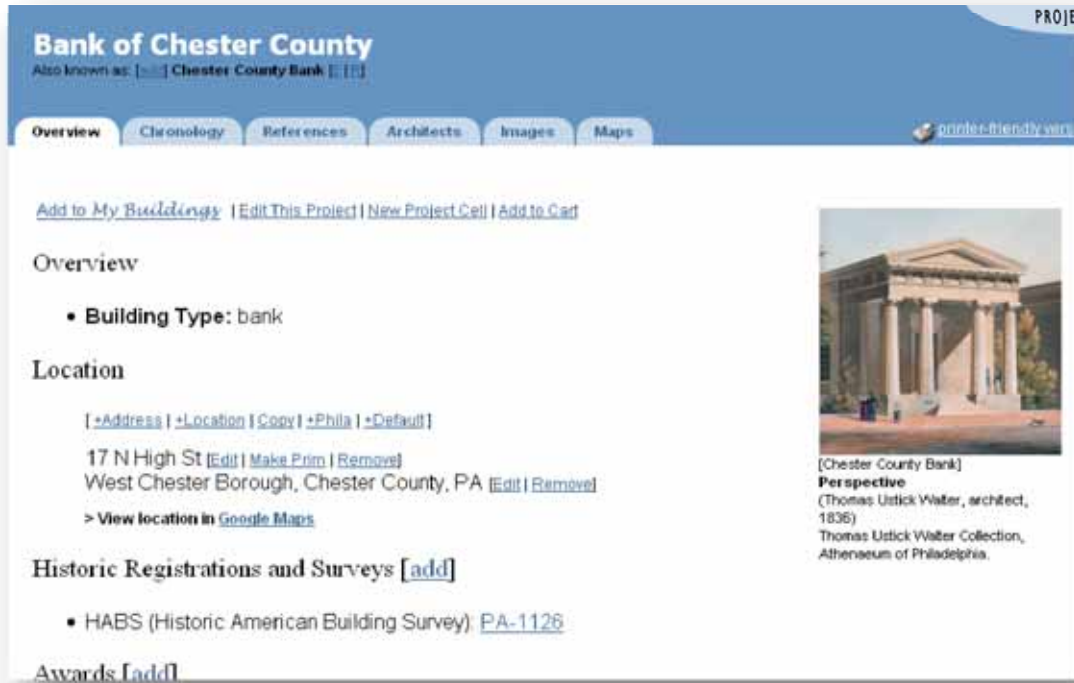 PROJE
Bank of Chester County
Also known as: [add] Chester County Bank
Overview Chronology References Architects Images Maps
printer-friendly vers
Add to My Buildings | Edit This Project | New Project Cell | Add to Cart
Overview
• Building Type: bank
Location
[ +Address | +Location | Copy | +Phila | +Default ]
17 N High St [Edit | Make Prim | Remove]
West Chester Borough, Chester County, PA [Edit | Remove]
> View location in Google Maps
Historic Registrations and Surveys [add]
• HABS (Historic American Building Survey): PA-1126
Awards [add]
[Chester County Bank]
Perspective
(Thomas Ustick Walter, architect,
1836)
Thomas Ustick Walter Collection,
Athenaeum of Philadelphia.